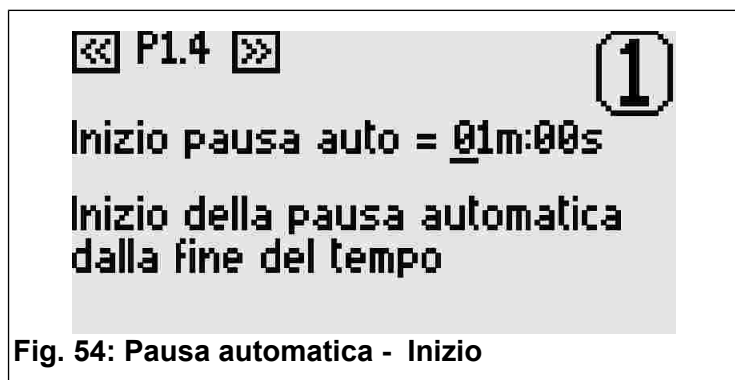 « P1.4 »
1
Inizio pausa auto = 01m:00s
Inizio della pausa automatica
dalla fine del tempo
Fig. 54: Pausa automatica - Inizio